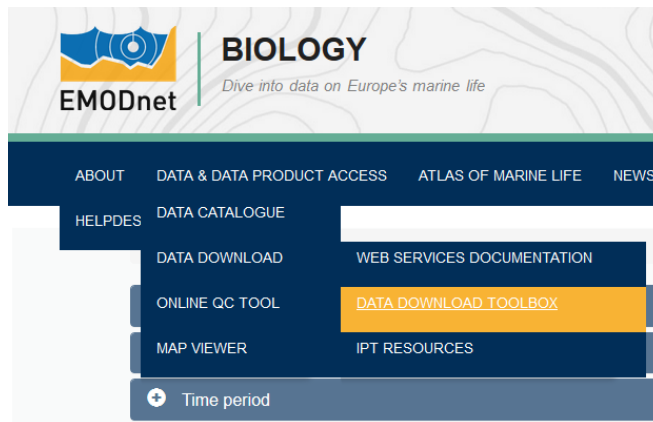 BIOLOGY
Dive into data on Europe's marine life
EMODnet
ABOUT DATA & DATA PRODUCT ACCESS ATLAS OF MARINE LIFE NEWS
HELPDES
DATA CATALOGUE
DATA DOWNLOAD WEB SERVICES DOCUMENTATION
ONLINE QC TOOL DATA DOWNLOAD TOOLBOX
MAP VIEWER IPT RESOURCES
Time period